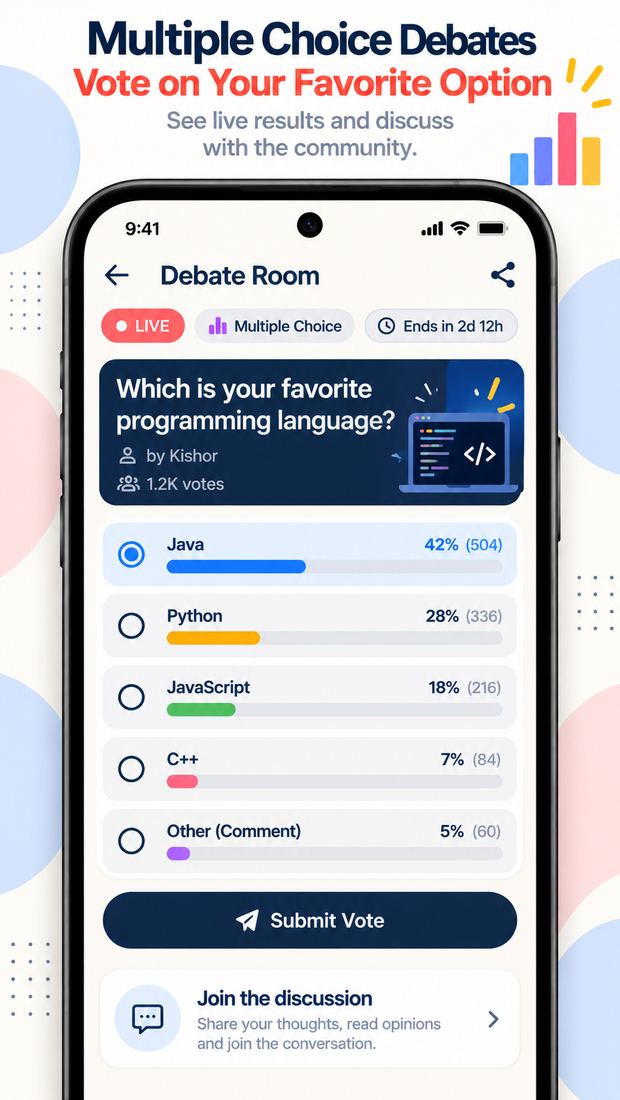 Multiple Choice Debates
Vote on Your Favorite Option
See live results and discuss
with the community.
9:41
Debate Room
LIVE
Multiple Choice
Ends in 2d 12h
Which is your favorite
programming language?
by Kishor
1.2K votes
</>
Java 42% (504)
Python 28% (336)
JavaScript 18% (216)
C++ 7% (84)
Other (Comment) 5% (60)
Submit Vote
Join the discussion
Share your thoughts, read opinions
and join the conversation.